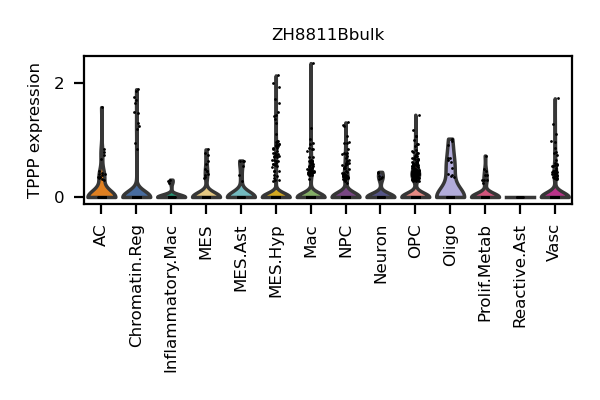 ZH8811Bbulk
TPPP expression
2
0
AC
Chromatin.Reg
Inflammatory.Mac
MES
MES.Ast
MES.Hyp
Mac
NPC
Neuron
OPC
Oligo
Prolif.Metab
Reactive.Ast
Vasc